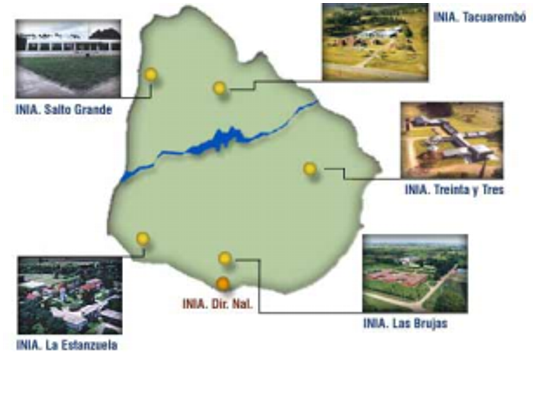 INIA. Tacuarembó
INIA. Salto Grande
INIA. Treinta y Tres
INIA. Dir. Nal.
INIA. Las Brujas
INIA. La Estanzuela